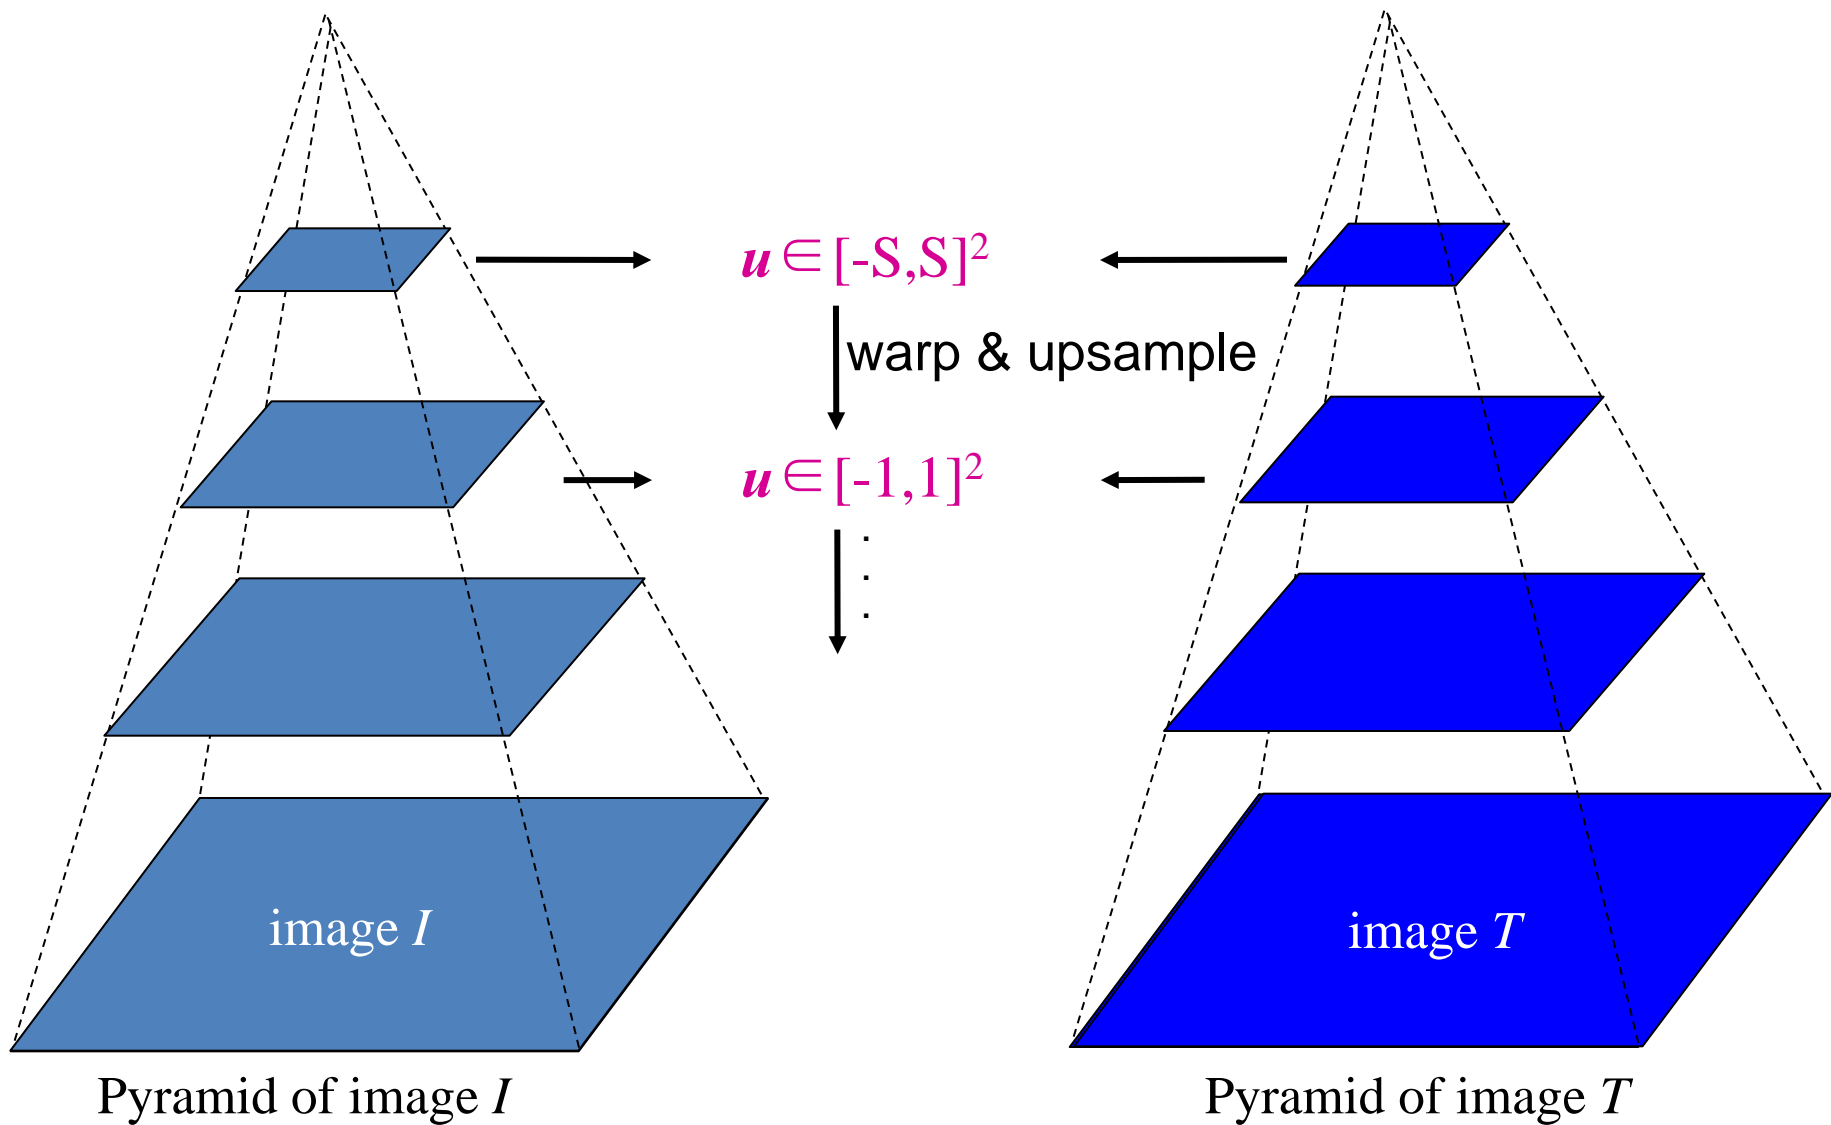 u ∈ [-S,S]²
warp & upsample
u ∈ [-1,1]²
.
.
.
image I
image T
Pyramid of image I
Pyramid of image T